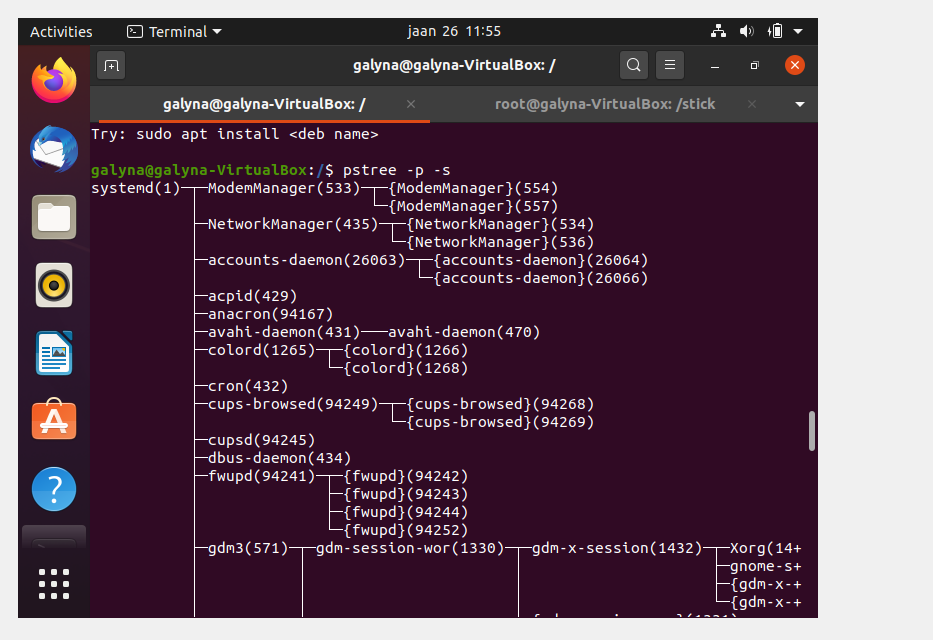 Activities Terminal jaan 26 11:55
galyna@galyna-VirtualBox: /
galyna@galyna-VirtualBox: / × root@galyna-VirtualBox: /stick ×
Try: sudo apt install <deb name>
galyna@galyna-VirtualBox:/$ pstree -p -s
systemd(1)─┬─ModemManager(533)─┬─{ModemManager}(554)
└─{ModemManager}(557)
├─NetworkManager(435)─┬─{NetworkManager}(534)
└─{NetworkManager}(536)
├─accounts-daemon(26063)─┬─{accounts-daemon}(26064)
└─{accounts-daemon}(26066)
├─acpid(429)
├─anacron(94167)
├─avahi-daemon(431)───avahi-daemon(470)
├─colord(1265)─┬─{colord}(1266)
└─{colord}(1268)
├─cron(432)
├─cups-browsed(94249)─┬─{cups-browsed}(94268)
└─{cups-browsed}(94269)
├─cupsd(94245)
├─dbus-daemon(434)
├─fwupd(94241)─┬─{fwupd}(94242)
├─{fwupd}(94243)
├─{fwupd}(94244)
└─{fwupd}(94252)
├─gdm3(571)─┬─gdm-session-wor(1330)─┬─gdm-x-session(1432)─┬─Xorg(14+
├─gnome-s+
├─{gdm-x-+
└─{gdm-x-+